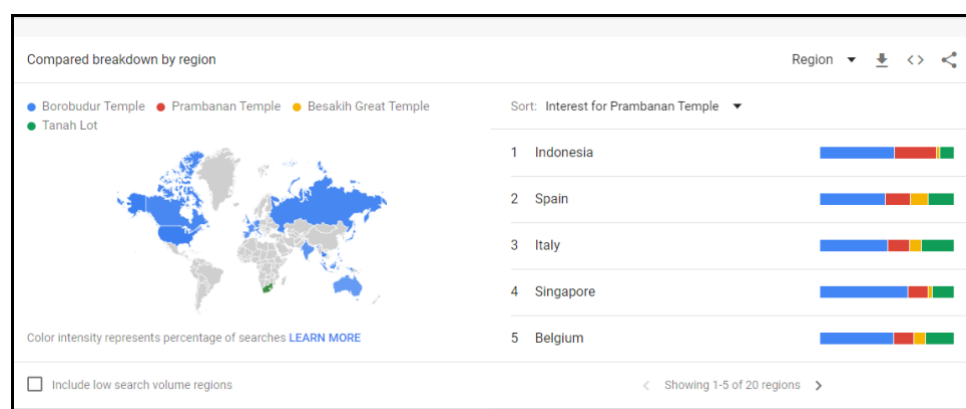 Compared breakdown by region
Region
Borobudur Temple Prambanan Temple Besakih Great Temple
Tanah Lot
Sort: Interest for Prambanan Temple
1 Indonesia
2 Spain
3 Italy
4 Singapore
5 Belgium
Color intensity represents percentage of searches LEARN MORE
Include low search volume regions
Showing 1-5 of 20 regions